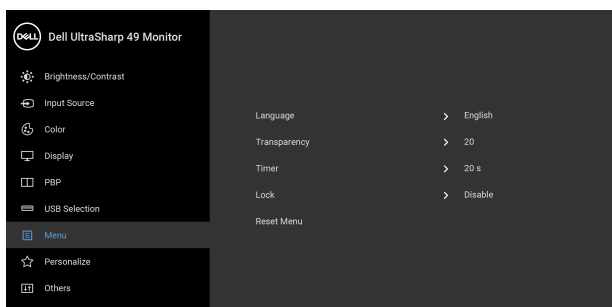 DELL Dell UltraSharp 49 Monitor
Brightness/Contrast
Input Source
Color
Display
PBP
USB Selection
Menu
Personalize
Others
Language > English
Transparency > 20
Timer > 20 s
Lock > Disable
Reset Menu